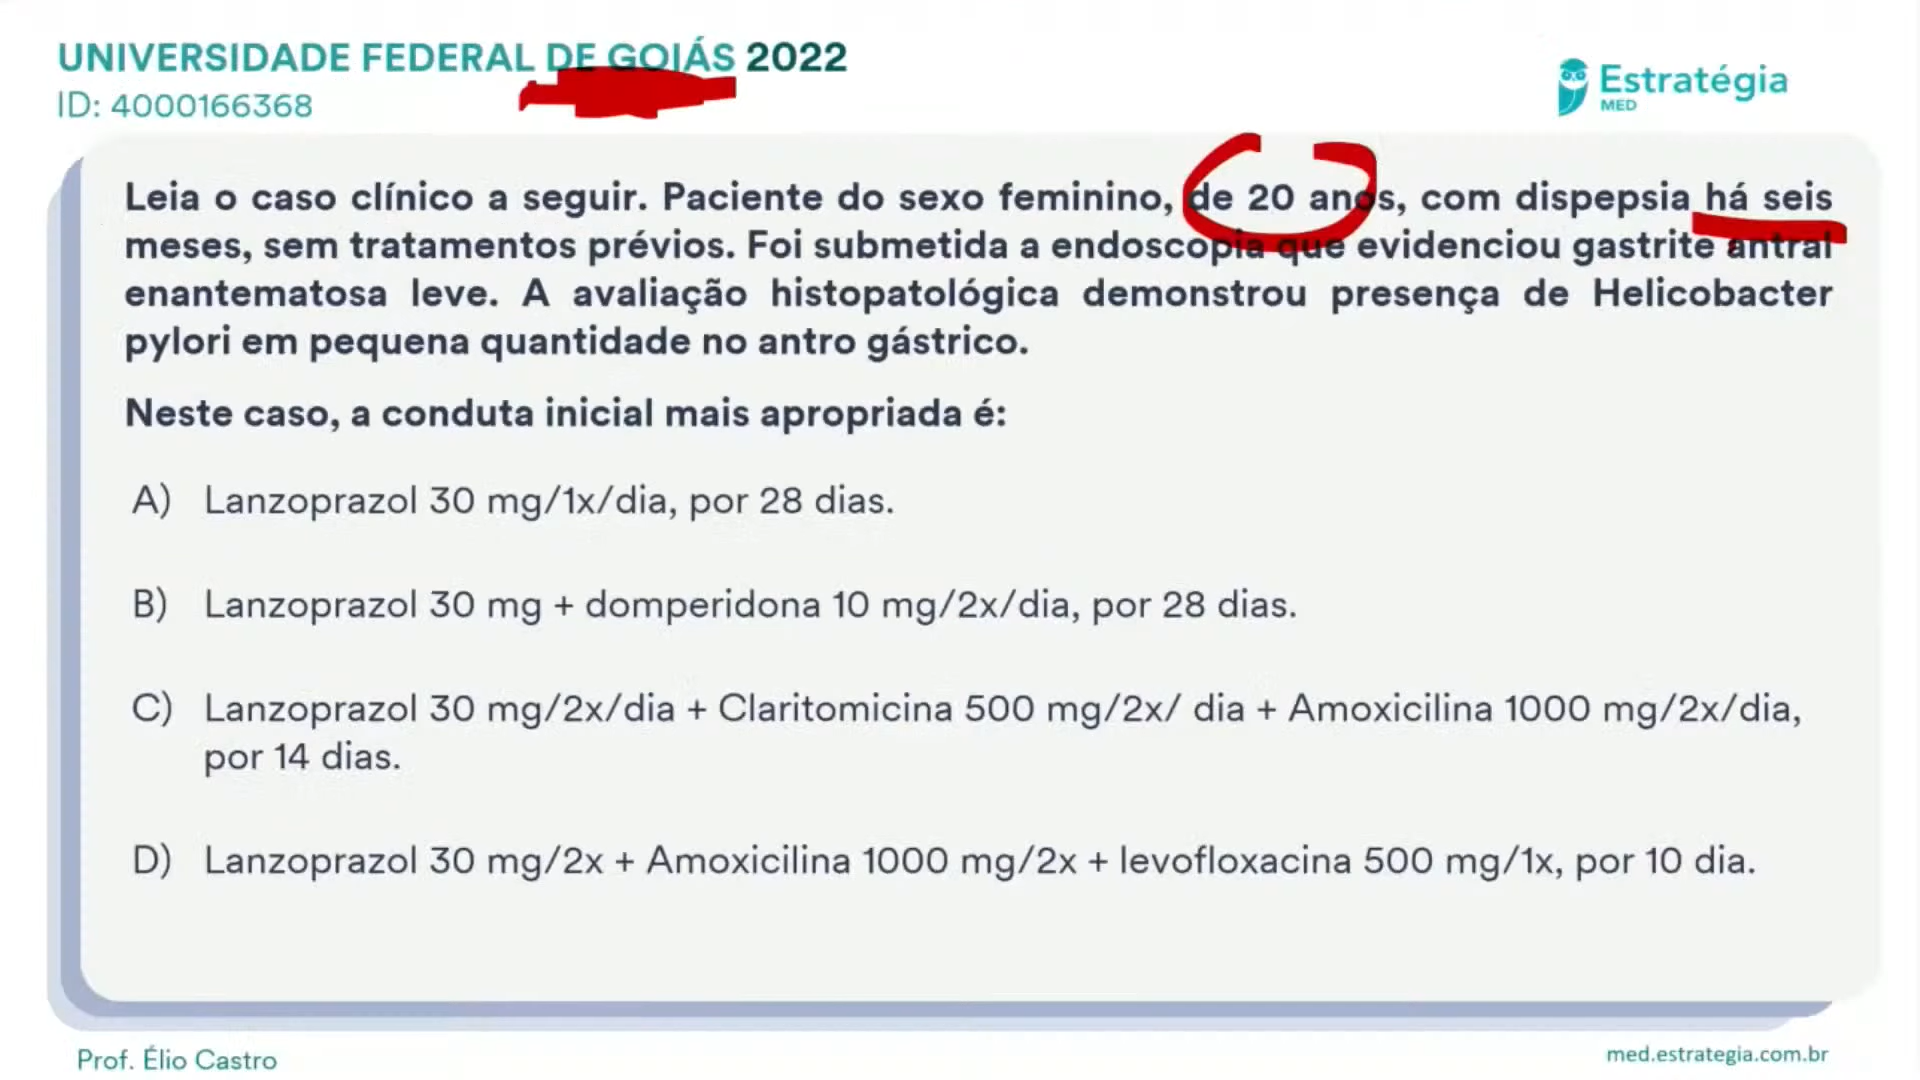 UNIVERSIDADE FEDERAL DE GOIÁS 2022
ID: 4000166368
Estratégia
MED
Leia o caso clínico a seguir. Paciente do sexo feminino, de 20 anos, com dispepsia há seis
meses, sem tratamentos prévios. Foi submetida a endoscopia que evidenciou gastrite antral
enantematosa leve. A avaliação histopatológica demonstrou presença de Helicobacter
pylori em pequena quantidade no antro gástrico.
Neste caso, a conduta inicial mais apropriada é:
A) Lanzoprazol 30 mg/1x/dia, por 28 dias.
B) Lanzoprazol 30 mg + domperidona 10 mg/2x/dia, por 28 dias.
C) Lanzoprazol 30 mg/2x/dia + Claritomicina 500 mg/2x/ dia + Amoxicilina 1000 mg/2x/dia,
por 14 dias.
D) Lanzoprazol 30 mg/2x + Amoxicilina 1000 mg/2x + levofloxacina 500 mg/1x, por 10 dia.
Prof. Élio Castro
med.estrategia.com.br